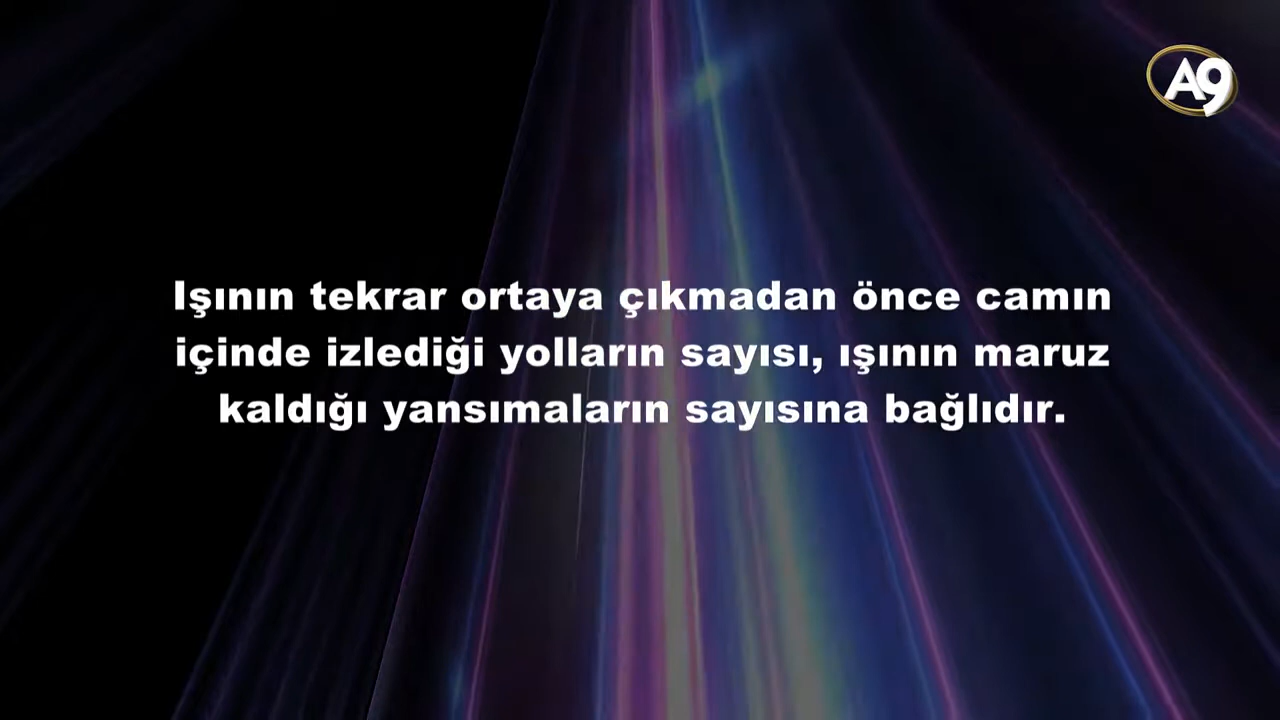 A9
Işının tekrar ortaya çıkmadan önce camın
içinde izlediği yolların sayısı, ışının maruz
kaldığı yansımaların sayısına bağlıdır.